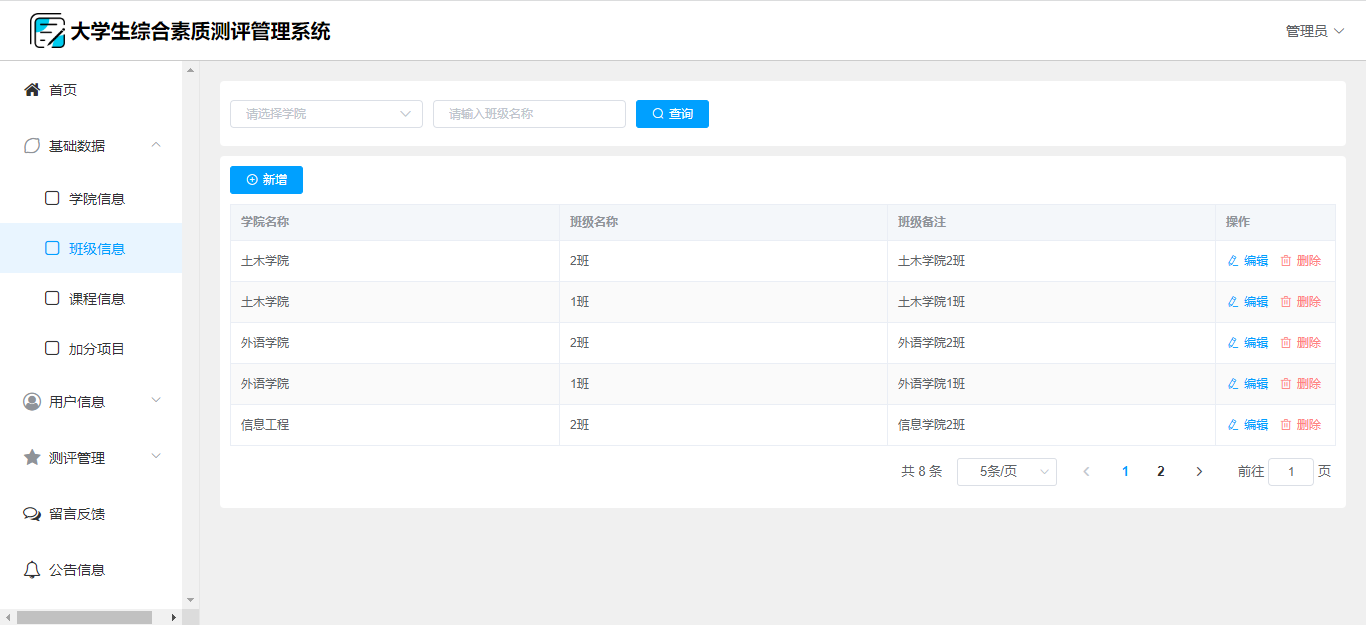 大学生综合素质测评管理系统
管理员
首页
基础数据
学院信息
班级信息
课程信息
加分项目
用户信息
测评管理
留言反馈
公告信息
请选择学院 请输入班级名称 查询
新增
学院名称 班级名称 班级备注 操作
土木学院 2班 土木学院2班 编辑 删除
土木学院 1班 土木学院1班 编辑 删除
外语学院 2班 外语学院2班 编辑 删除
外语学院 1班 外语学院1班 编辑 删除
信息工程 2班 信息学院2班 编辑 删除
共 8 条 5条/页 1 2 前往 1 页